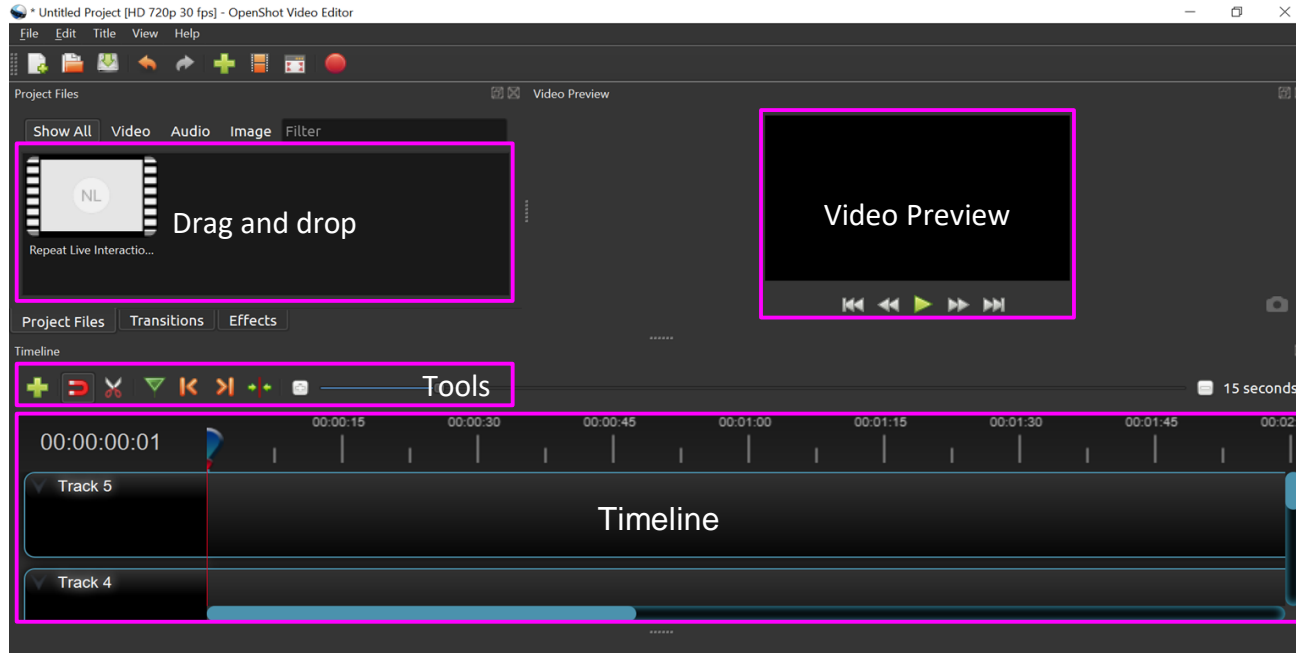 * Untitled Project [HD 720p 30 fps] - OpenShot Video Editor
File Edit Title View Help
Project Files
Video Preview
Show All Video Audio Image Filter
NL
Repeat Live Interactio...
Drag and drop
Video Preview
Project Files Transitions Effects
Timeline
Tools
15 seconds
00:00:00:01
00:00:15 00:00:30 00:00:45 00:01:00 00:01:15 00:01:30 00:01:45 00:02:
Track 5
Timeline
Track 4